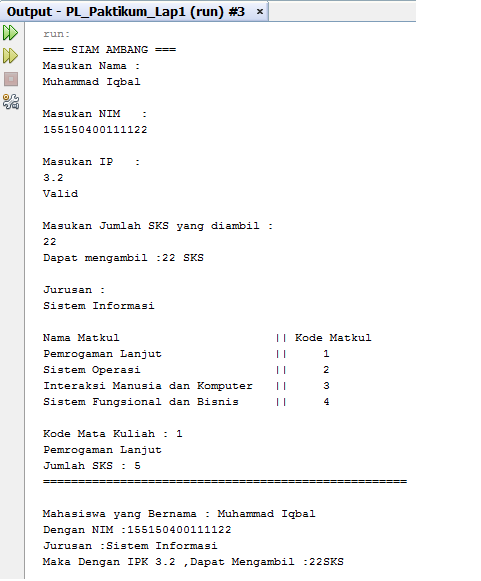 Output - PL_Paktikum_Lap1 (run) #3 ×
run:
=== SIAM AMBANG ===
Masukan Nama :
Muhammad Iqbal
Masukan NIM :
155150400111122
Masukan IP :
3.2
Valid
Masukan Jumlah SKS yang diambil :
22
Dapat mengambil :22 SKS
Jurusan :
Sistem Informasi
Nama Matkul || Kode Matkul
Pemrogaman Lanjut || 1
Sistem Operasi || 2
Interaksi Manusia dan Komputer || 3
Sistem Fungsional dan Bisnis || 4
Kode Mata Kuliah : 1
Pemrogaman Lanjut
Jumlah SKS : 5
====================================================
Mahasiswa yang Bernama : Muhammad Iqbal
Dengan NIM :155150400111122
Jurusan :Sistem Informasi
Maka Dengan IPK 3.2 ,Dapat Mengambil :22SKS